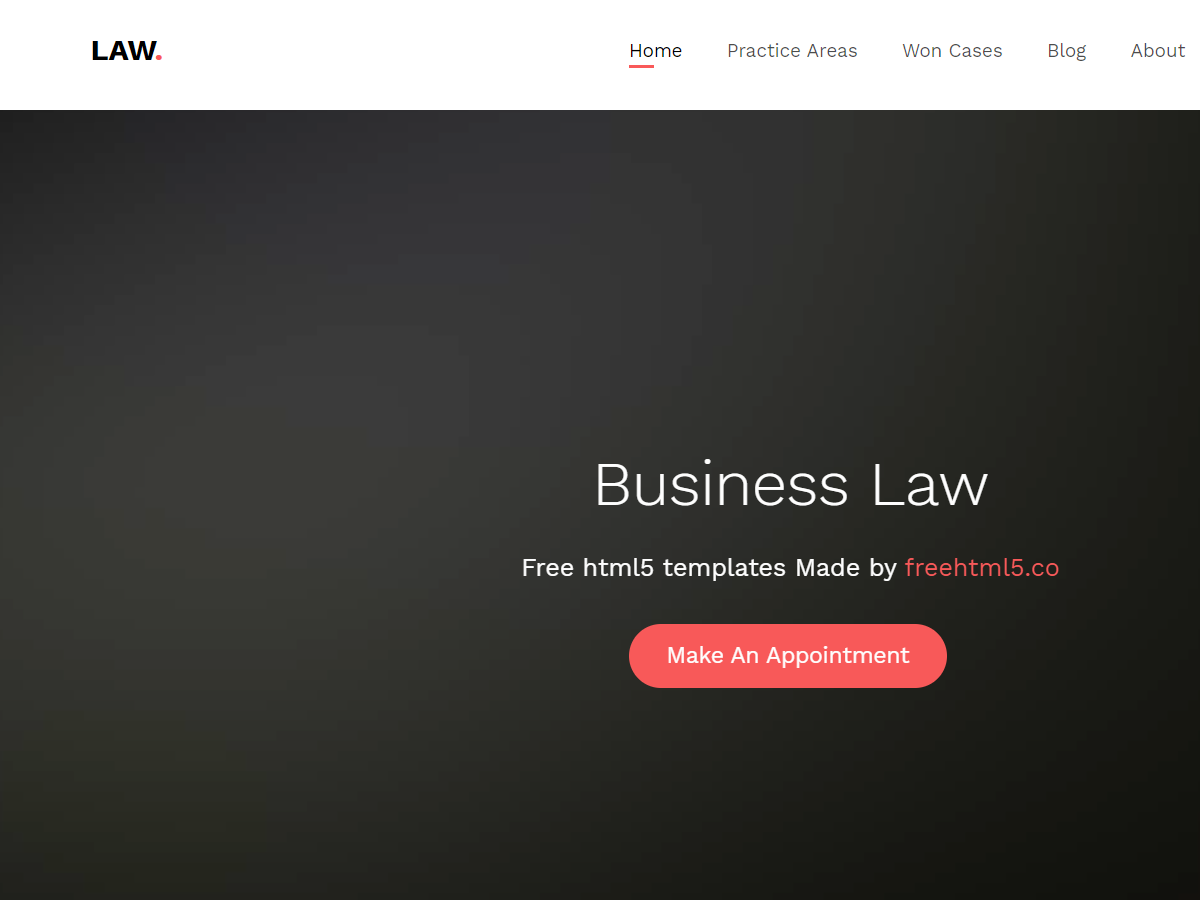 LAW.
Home Practice Areas Won Cases Blog About
Business Law
Free html5 templates Made by freehtml5.co
Make An Appointment